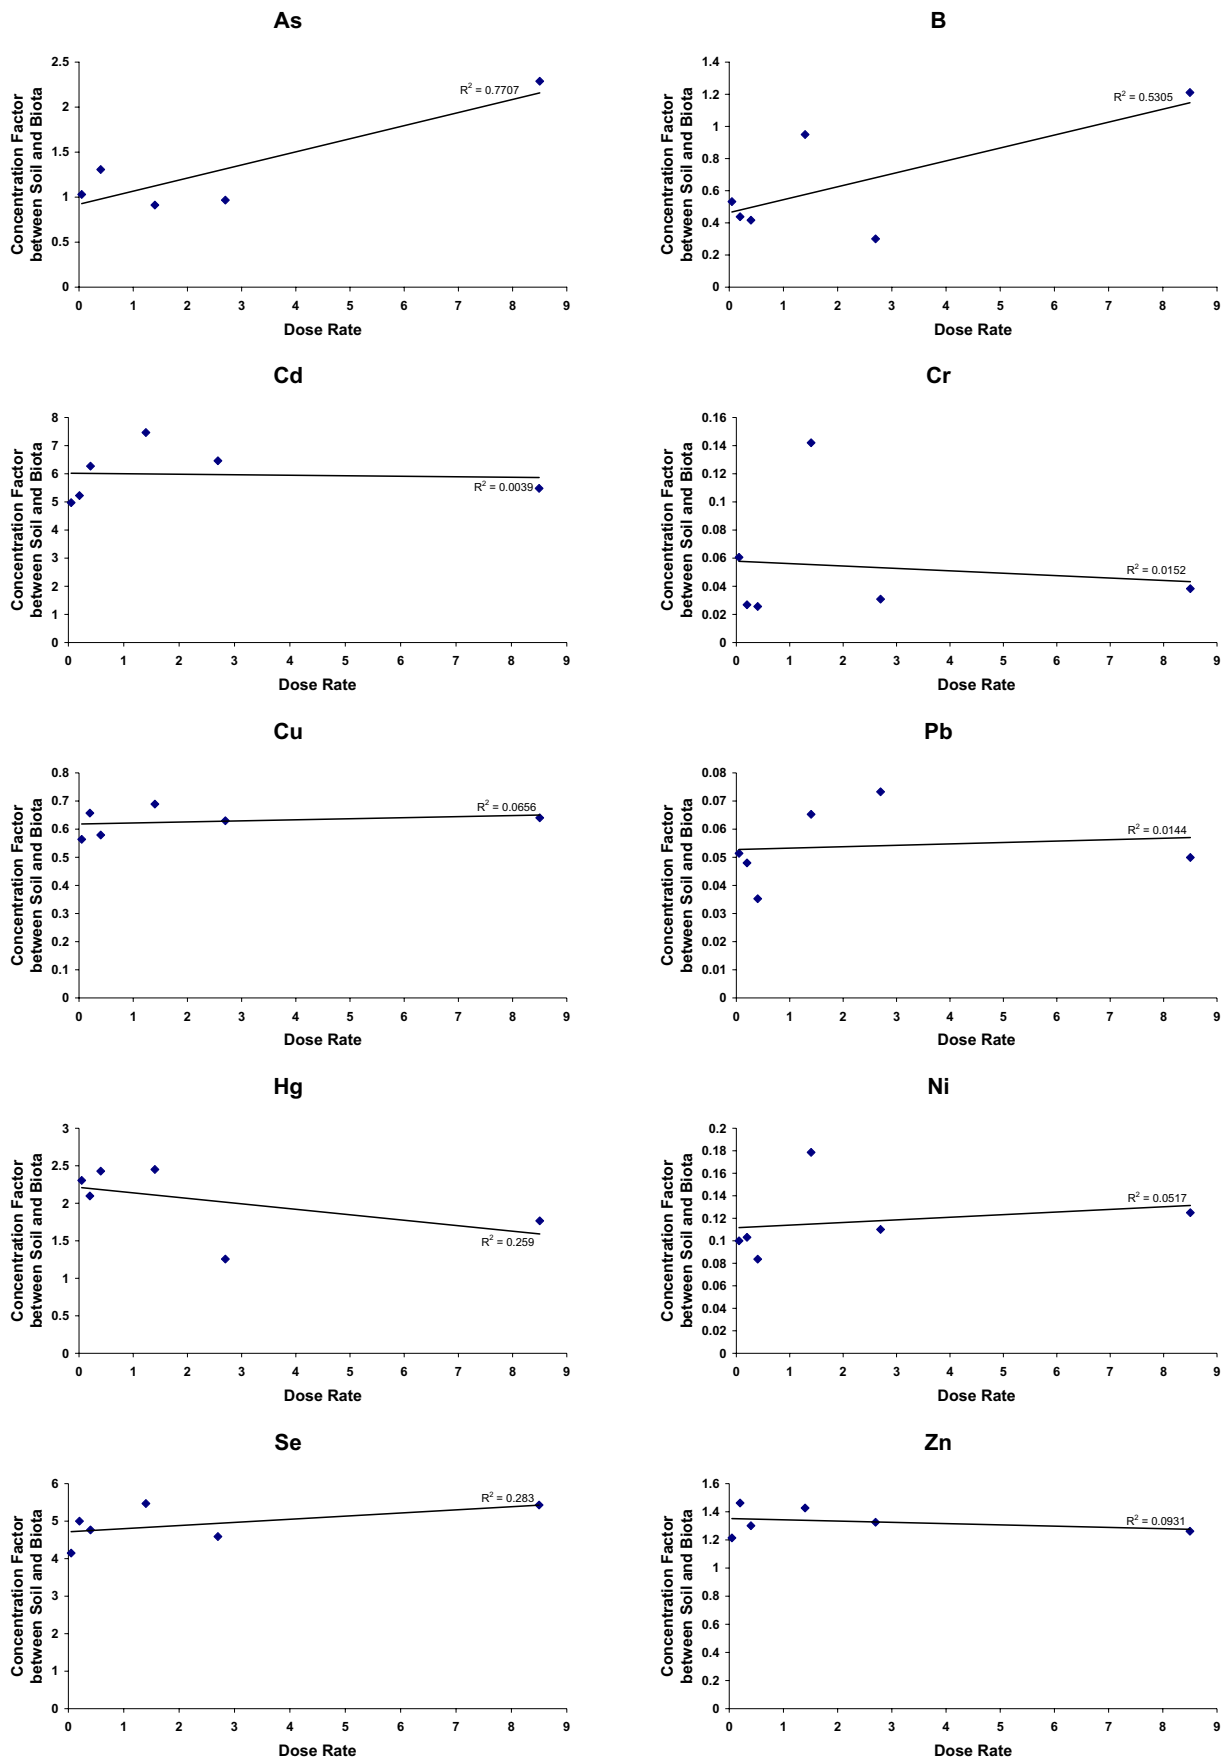 As
Concentration Factor
between Soil and Biota
2.5
2
1.5
1
0.5
0
R² = 0.7707
0 1 2 3 4 5 6 7 8 9
Dose Rate
B
Concentration Factor
between Soil and Biota
1.4
1.2
1
0.8
0.6
0.4
0.2
0
R² = 0.5305
0 1 2 3 4 5 6 7 8 9
Dose Rate
Cd
Concentration Factor
between Soil and Biota
8
7
6
5
4
3
2
1
0
R² = 0.0039
0 1 2 3 4 5 6 7 8 9
Dose Rate
Cr
Concentration Factor
between Soil and Biota
0.16
0.14
0.12
0.1
0.08
0.06
0.04
0.02
0
R² = 0.0152
0 1 2 3 4 5 6 7 8 9
Dose Rate
Cu
Concentration Factor
between Soil and Biota
0.8
0.7
0.6
0.5
0.4
0.3
0.2
0.1
0
R² = 0.0656
0 1 2 3 4 5 6 7 8 9
Dose Rate
Pb
Concentration Factor
between Soil and Biota
0.08
0.07
0.06
0.05
0.04
0.03
0.02
0.01
0
R² = 0.0144
0 1 2 3 4 5 6 7 8 9
Dose Rate
Hg
Concentration Factor
between Soil and Biota
3
2.5
2
1.5
1
0.5
0
R² = 0.259
0 1 2 3 4 5 6 7 8 9
Dose Rate
Ni
Concentration Factor
between Soil and Biota
0.2
0.18
0.16
0.14
0.12
0.1
0.08
0.06
0.04
0.02
0
R² = 0.0517
0 1 2 3 4 5 6 7 8 9
Dose Rate
Se
Concentration Factor
between Soil and Biota
6
5
4
3
2
1
0
R² = 0.283
0 1 2 3 4 5 6 7 8 9
Dose Rate
Zn
Concentration Factor
between Soil and Biota
1.6
1.4
1.2
1
0.8
0.6
0.4
0.2
0
R² = 0.0931
0 1 2 3 4 5 6 7 8 9
Dose Rate